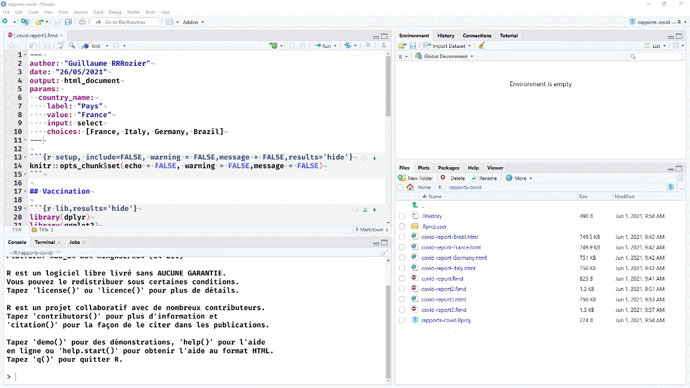 rapports-covid - RStudio
File Edit Code View Plots Session Build Debug Profile Tools Help
Go to file/function
Addins
rapports-covid
covid-report3.Rmd
Knit
Run
1 ---
2 author: "Guillaume RRRozier"
3 date: "26/05/2021"
4 output: html_document
5 params:
6 country_name:
7 label: "Pays"
8 value: "France"
9 input: select
10 choices: [France, Italy, Germany, Brazil]
11 ---
12
13 ```{r setup, include=FALSE, warning = FALSE,message = FALSE,results='hide'}
14 knitr::opts_chunk$set(echo = FALSE, warning = FALSE,message = FALSE)
15 ```
16
17 ## Vaccination
18
19 ```{r lib,results='hide'}
20 library(dplyr)
21 library(ggplot2)
11:4
Title
R Markdown
Console Terminal Jobs
~/R/rapports-covid/
R est un logiciel libre livré sans AUCUNE GARANTIE.
Vous pouvez le redistribuer sous certaines conditions.
Tapez 'license()' ou 'licence()' pour plus de détails.
R est un projet collaboratif avec de nombreux contributeurs.
Tapez 'contributors()' pour plus d'information et
'citation()' pour la façon de le citer dans les publications.
Tapez 'demo()' pour des démonstrations, 'help()' pour l'aide
en ligne ou 'help.start()' pour obtenir l'aide au format HTML.
Tapez 'q()' pour quitter R.
>
Environment History Connections Tutorial
Import Dataset
List
R Global Environment
Environment is empty
Files Plots Packages Help Viewer
New Folder Delete Rename More
Home R rapports-covid
Name Size Modified
..
.Rhistory 490 B Jun 1, 2021, 9:58 AM
.Rproj.user
covid-report-Brazil.html 749.5 KB Jun 1, 2021, 9:42 AM
covid-report-France.html 749.9 KB Jun 1, 2021, 9:42 AM
covid-report-Germany.html 751 KB Jun 1, 2021, 9:42 AM
covid-report-Italy.html 750 KB Jun 1, 2021, 9:42 AM
covid-report.Rmd 823 B Jun 1, 2021, 9:41 AM
covid-report2.Rmd 1.2 KB Jun 1, 2021, 9:51 AM
covid-report3.html 750 KB Jun 1, 2021, 9:53 AM
covid-report3.Rmd 1.3 KB Jun 1, 2021, 9:57 AM
rapports-covid.Rproj 274 B Jun 1, 2021, 9:58 AM